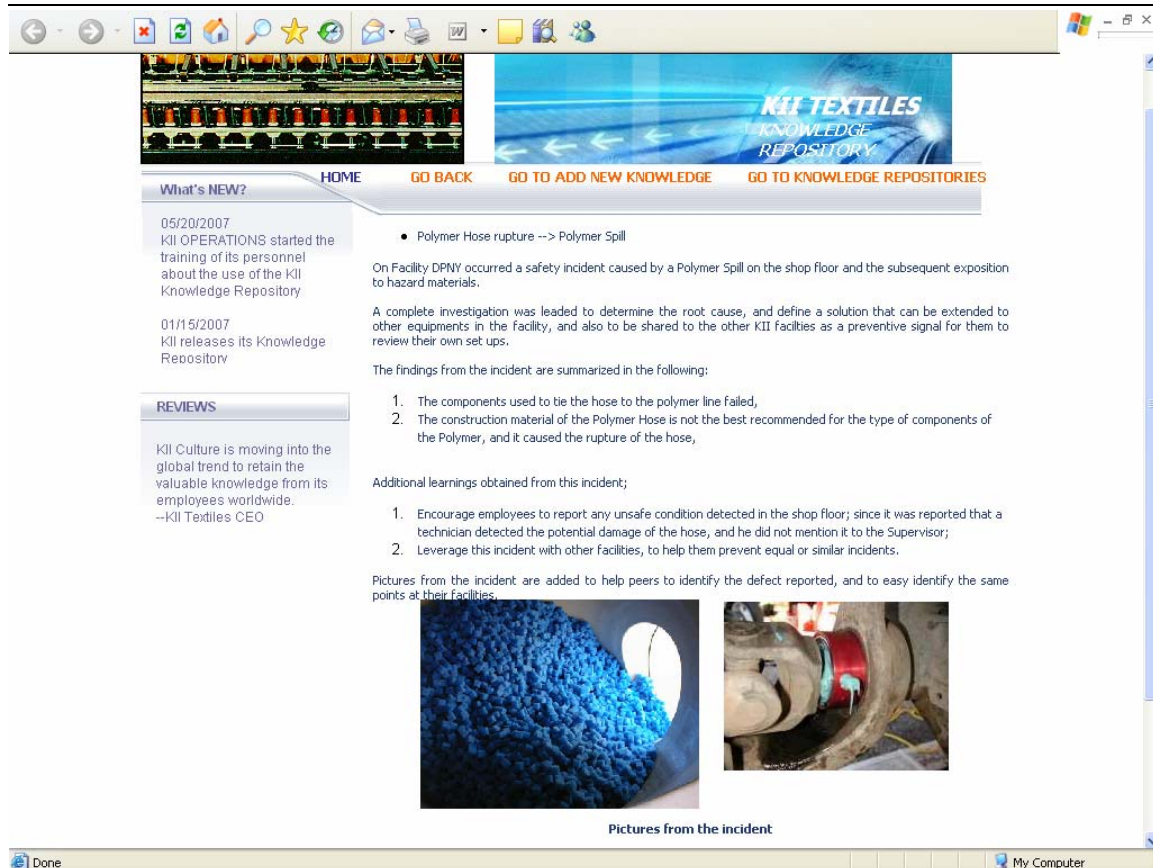 KII TEXTILES
KNOWLEDGE
REPOSITORY
HOME
GO BACK
GO TO ADD NEW KNOWLEDGE
GO TO KNOWLEDGE REPOSITORIES
What's NEW?
05/20/2007
KII OPERATIONS started the
training of its personnel
about the use of the KII
Knowledge Repository
01/15/2007
KII releases its Knowledge
Repository
REVIEWS
KII Culture is moving into the
global trend to retain the
valuable knowledge from its
employees worldwide.
--KII Textiles CEO
• Polymer Hose rupture --> Polymer Spill
On Facility DPNY occurred a safety incident caused by a Polymer Spill on the shop floor and the subsequent exposition
to hazard materials.
A complete investigation was leaded to determine the root cause, and define a solution that can be extended to
other equipments in the facility, and also to be shared to the other KII facilties as a preventive signal for them to
review their own set ups.
The findings from the incident are summarized in the following:
1. The components used to tie the hose to the polymer line failed,
2. The construction material of the Polymer Hose is not the best recommended for the type of components of
the Polymer, and it caused the rupture of the hose,
Additional learnings obtained from this incident;
1. Encourage employees to report any unsafe condition detected in the shop floor; since it was reported that a
technician detected the potential damage of the hose, and he did not mention it to the Supervisor;
2. Leverage this incident with other facilities, to help them prevent equal or similar incidents.
Pictures from the incident are added to help peers to identify the defect reported, and to easy identify the same
points at their facilities.
Pictures from the incident
Done
My Computer